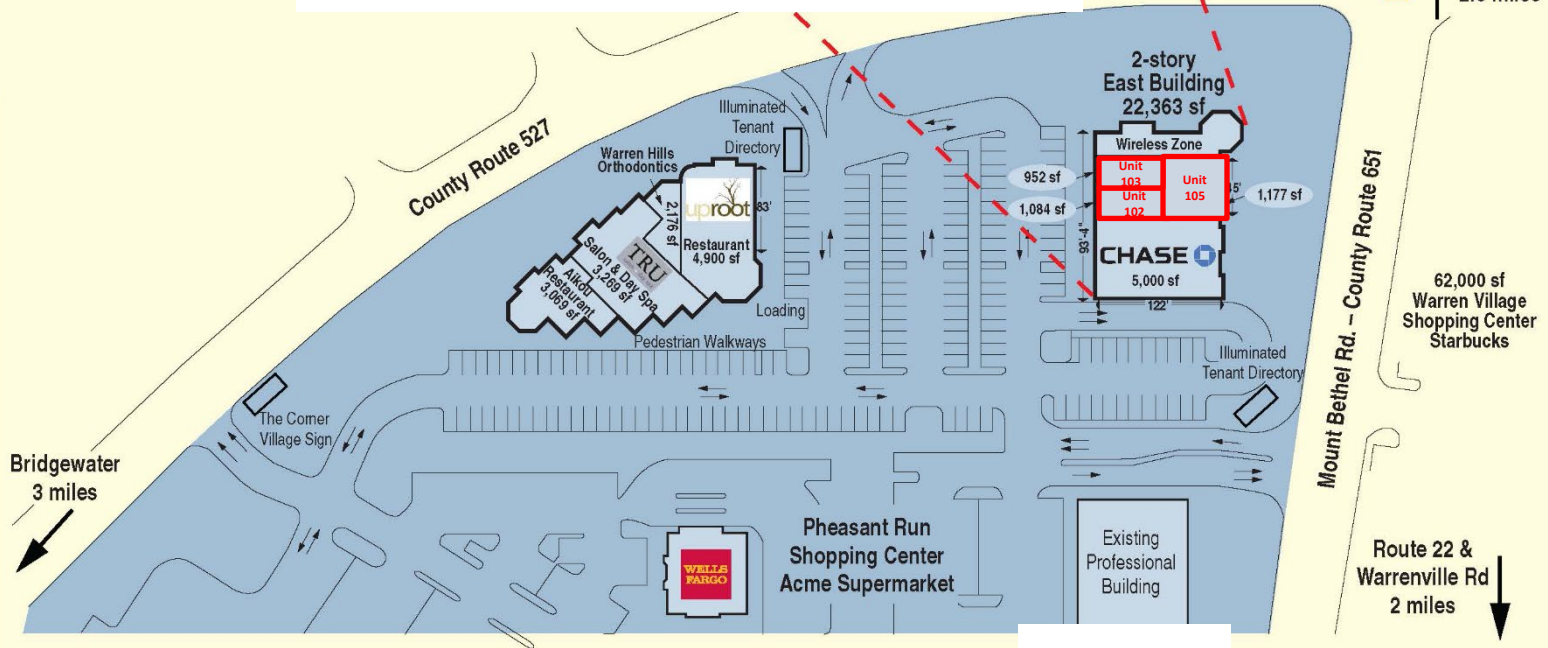 2-story
East Building
22,363 sf
Wireless Zone
Unit
103
Unit
102
Unit
105
952 sf
1,084 sf
1,177 sf
93'-4"
CHASE
5,000 sf
122'
County Route 527
Illuminated
Tenant
Directory
Warren Hills
Orthodontics
2,176 sf
uproot
83'
Restaurant
4,900 sf
TRU
Salon & Day Spa
3,269 sf
Aikou
Restaurant
3,069 sf
Loading
Pedestrian Walkways
The Corner
Village Sign
Illuminated
Tenant Directory
Mount Bethel Rd. – County Route 651
62,000 sf
Warren Village
Shopping Center
Starbucks
Bridgewater
3 miles
WELLS
FARGO
Pheasant Run
Shopping Center
Acme Supermarket
Existing
Professional
Building
Route 22 &
Warrenville Rd
2 miles